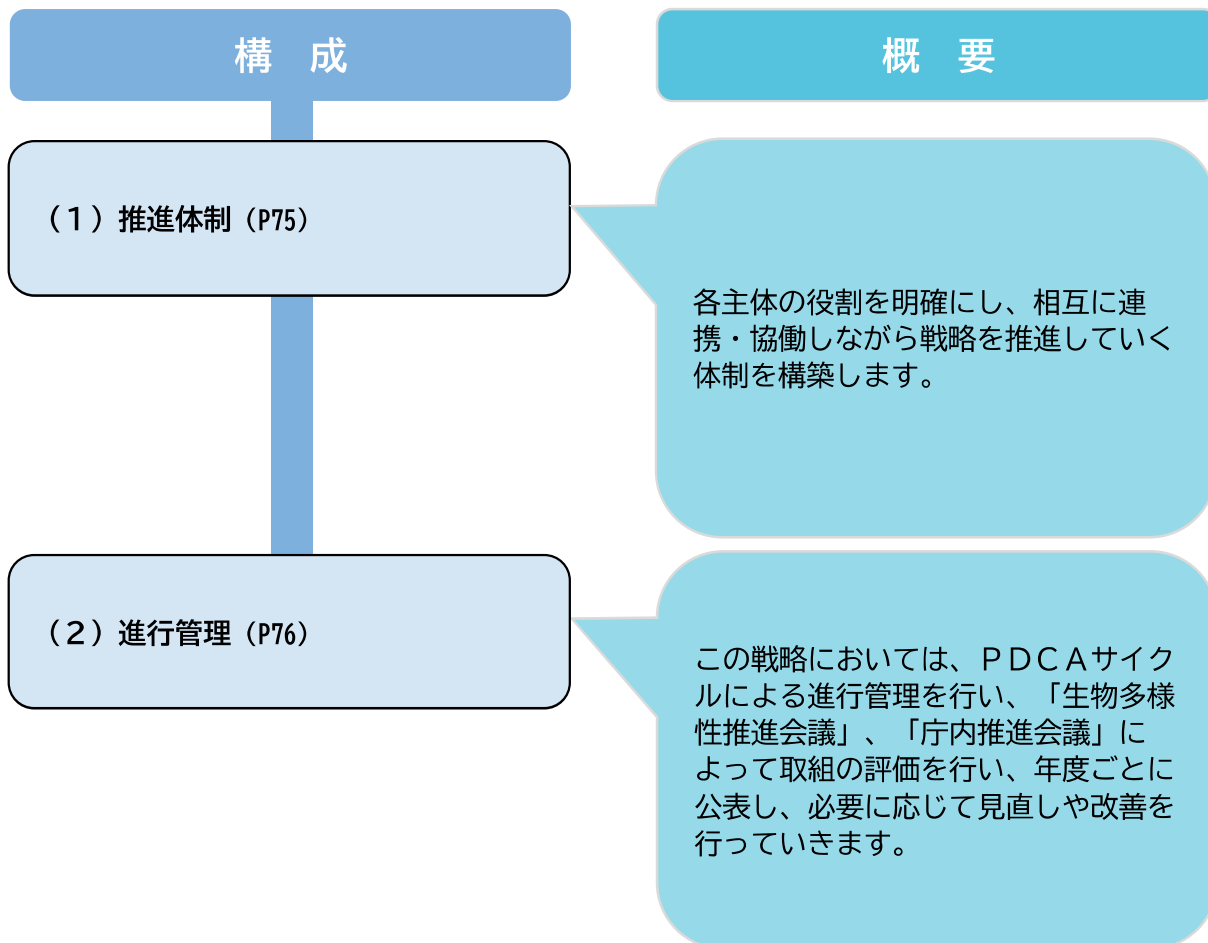 構　成
概　要
（１）推進体制（P75）
各主体の役割を明確にし、相互に連
携・協働しながら戦略を推進していく
体制を構築します。
（２）進行管理（P76）
この戦略においては、ＰＤＣＡサイク
ルによる進行管理を行い、「生物多様
性推進会議」、「庁内推進会議」に
よって取組の評価を行い、年度ごとに
公表し、必要に応じて見直しや改善を
行っていきます。